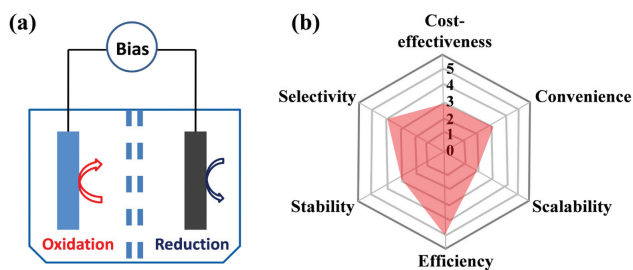 (a)
Bias
Oxidation
Reduction
(b)
Cost-
effectiveness
Selectivity
Convenience
5
4
3
2
1
0
Stability
Scalability
Efficiency